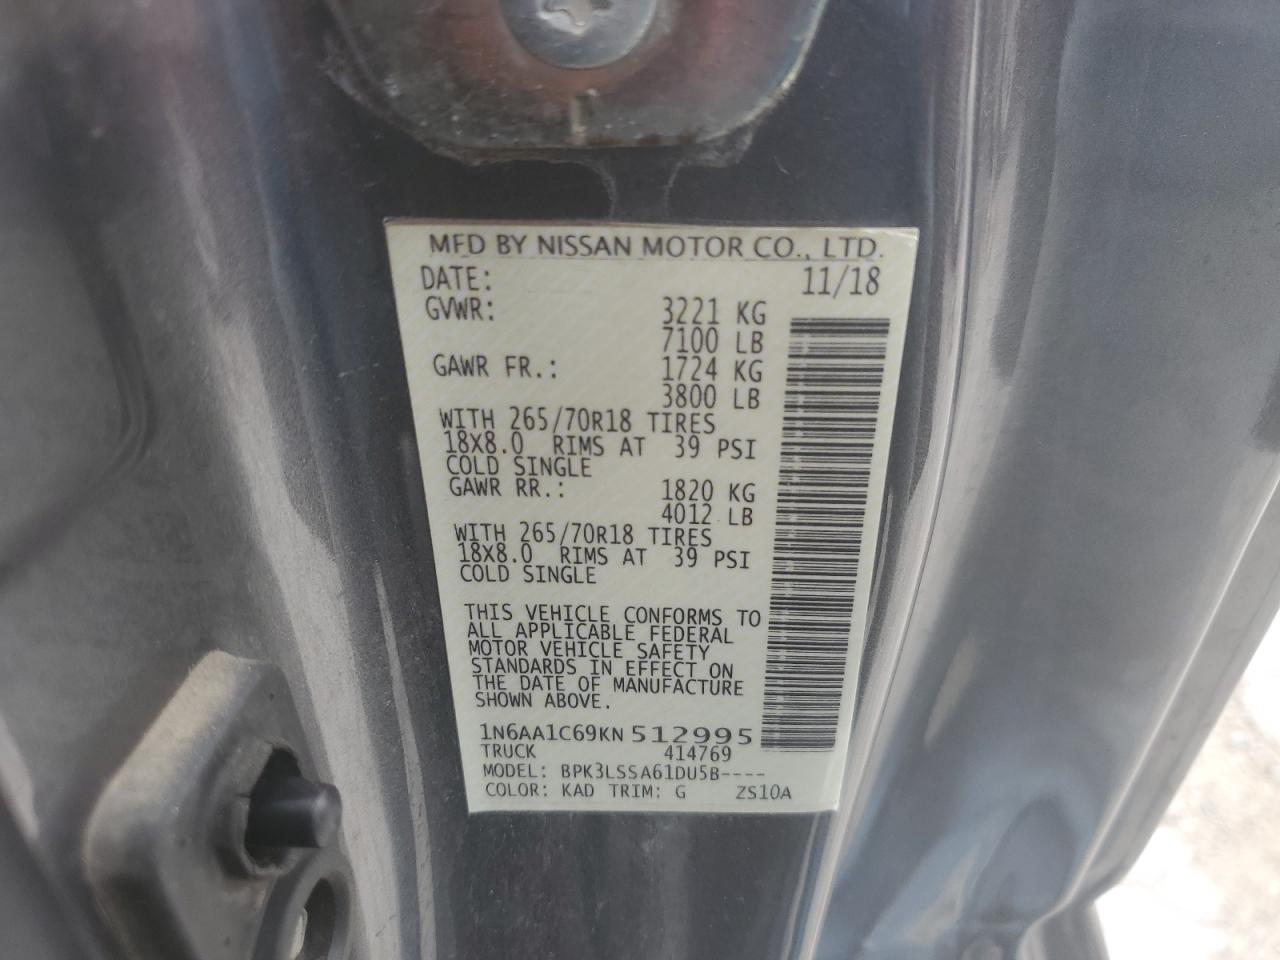 MFD BY NISSAN MOTOR CO., LTD.
DATE: 11/18
GVWR: 3221 KG
7100 LB
GAWR FR.: 1724 KG
3800 LB
WITH 265/70R18 TIRES
18X8.0 RIMS AT 39 PSI
COLD SINGLE
GAWR RR.: 1820 KG
4012 LB
WITH 265/70R18 TIRES
18X8.0 RIMS AT 39 PSI
COLD SINGLE
THIS VEHICLE CONFORMS TO
ALL APPLICABLE FEDERAL
MOTOR VEHICLE SAFETY
STANDARDS IN EFFECT ON
THE DATE OF MANUFACTURE
SHOWN ABOVE.
1N6AA1C69KN 512995
TRUCK 414769
MODEL: BPK3LSSA61DU5B----
COLOR: KAD TRIM: G ZS10A